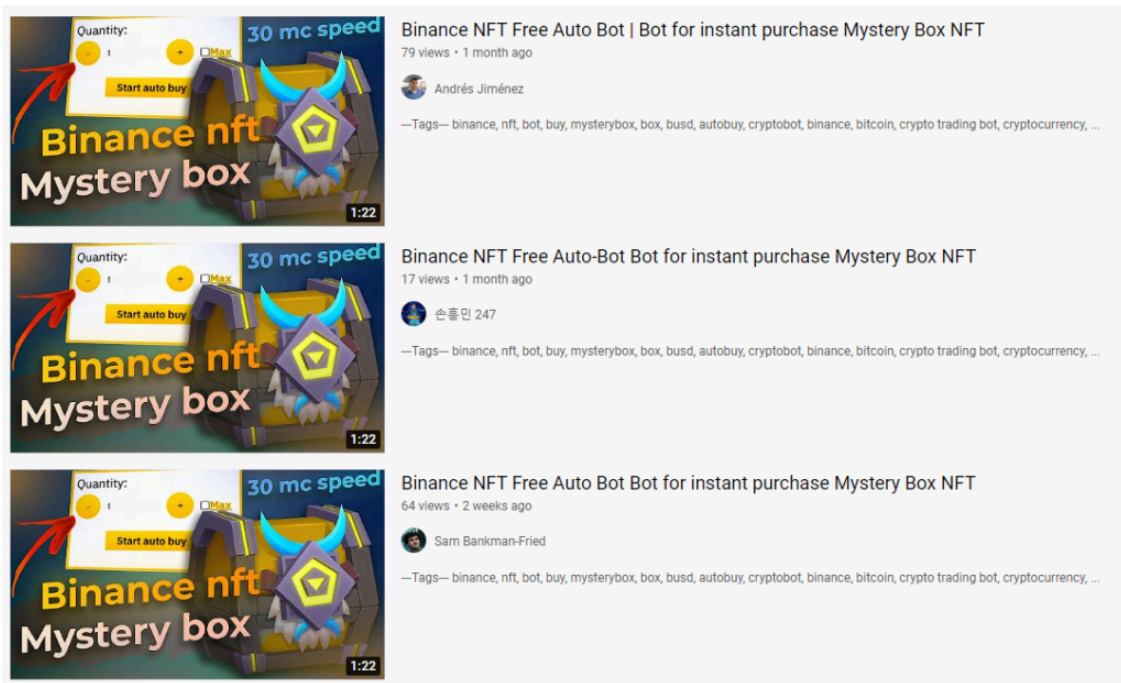 Quantity:
30 mc speed
- 1 + Max
Start auto buy
Binance nft
Mystery box
1:22
Binance NFT Free Auto Bot | Bot for instant purchase Mystery Box NFT
79 views • 1 month ago
Andrés Jiménez
---Tags--- binance, nft, bot, buy, mysterybox, box, busd, autobuy, cryptobot, binance, bitcoin, crypto trading bot, cryptocurrency, ...
Quantity:
30 mc speed
- 1 + Max
Start auto buy
Binance nft
Mystery box
1:22
Binance NFT Free Auto-Bot Bot for instant purchase Mystery Box NFT
17 views • 1 month ago
손흥민 247
---Tags--- binance, nft, bot, buy, mysterybox, box, busd, autobuy, cryptobot, binance, bitcoin, crypto trading bot, cryptocurrency, ...
Quantity:
30 mc speed
- 1 + Max
Start auto buy
Binance nft
Mystery box
1:22
Binance NFT Free Auto Bot Bot for instant purchase Mystery Box NFT
64 views • 2 weeks ago
Sam Bankman-Fried
---Tags--- binance, nft, bot, buy, mysterybox, box, busd, autobuy, cryptobot, binance, bitcoin, crypto trading bot, cryptocurrency, ...